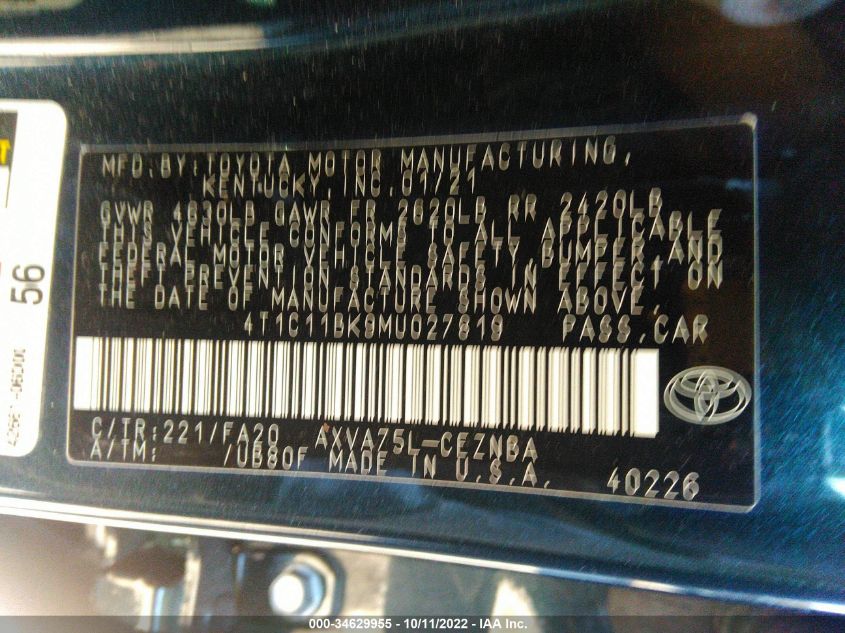 MFD.BY:TOYOTA MOTOR MANUFACTURING,
KENTUCKY, INC.01/21
GVWR 4630LB GAWR FR 2620LB RR 2420LB
THIS VEHICLE CONFORMS TO ALL APPLICABLE
FEDERAL MOTOR VEHICLE SAFETY, BUMPER, AND
THEFT PREVENTION STANDARDS IN EFFECT ON
THE DATE OF MANUFACTURE SHOWN ABOVE.
4T1C11BK9MU027819 PASS.CAR
C/TR:221/FA20 AXVA75L-CEZNBA
A/TM: /UB80F MADE IN U.S.A.
40226
56
000-34629955 - 10/11/2022 - IAA Inc.